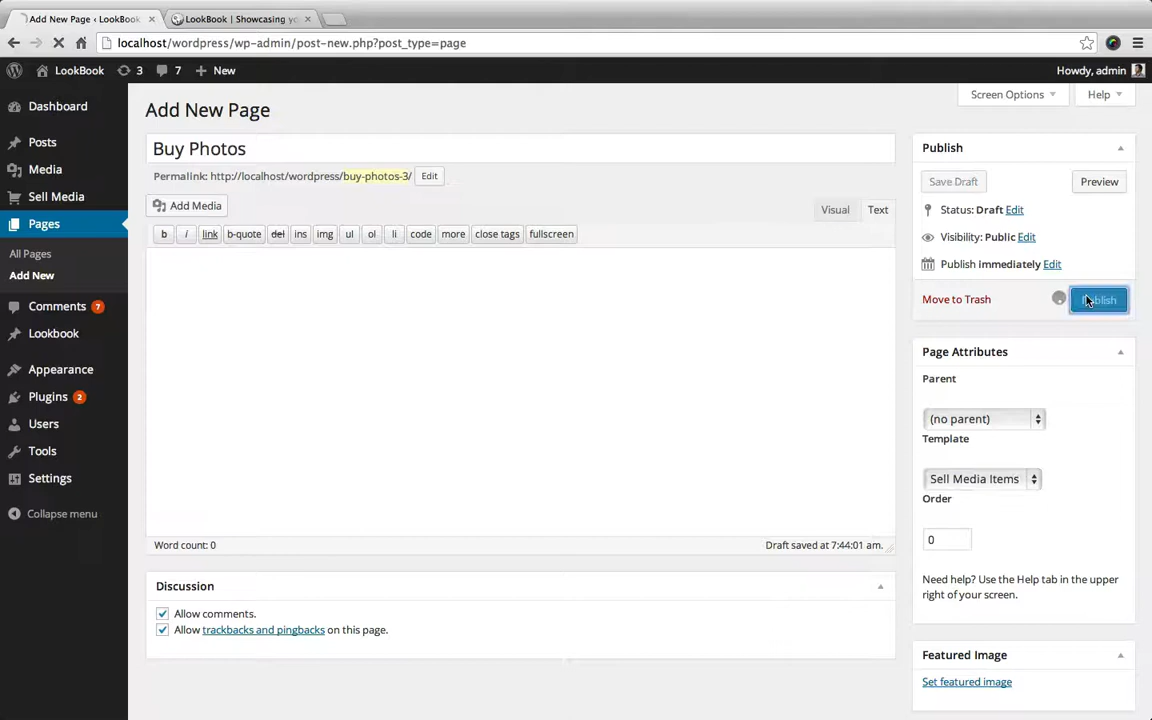 Add New Page ‹ LookBook
LookBook | Showcasing yo
localhost/wordpress/wp-admin/post-new.php?post_type=page
LookBook 3 7 New Howdy, admin
Dashboard
Posts
Media
Sell Media
Pages
All Pages
Add New
Comments 7
Lookbook
Appearance
Plugins 2
Users
Tools
Settings
Collapse menu
Screen Options Help
Add New Page
Buy Photos
Permalink: http://localhost/wordpress/buy-photos-3/ Edit
Add Media Visual Text
b i link b-quote del ins img ul ol li code more close tags fullscreen
Word count: 0 Draft saved at 7:44:01 am.
Discussion
Allow comments.
Allow trackbacks and pingbacks on this page.
Publish
Save Draft Preview
Status: Draft Edit
Visibility: Public Edit
Publish immediately Edit
Move to Trash Publish
Page Attributes
Parent
(no parent)
Template
Sell Media Items
Order
0
Need help? Use the Help tab in the upper
right of your screen.
Featured Image
Set featured image